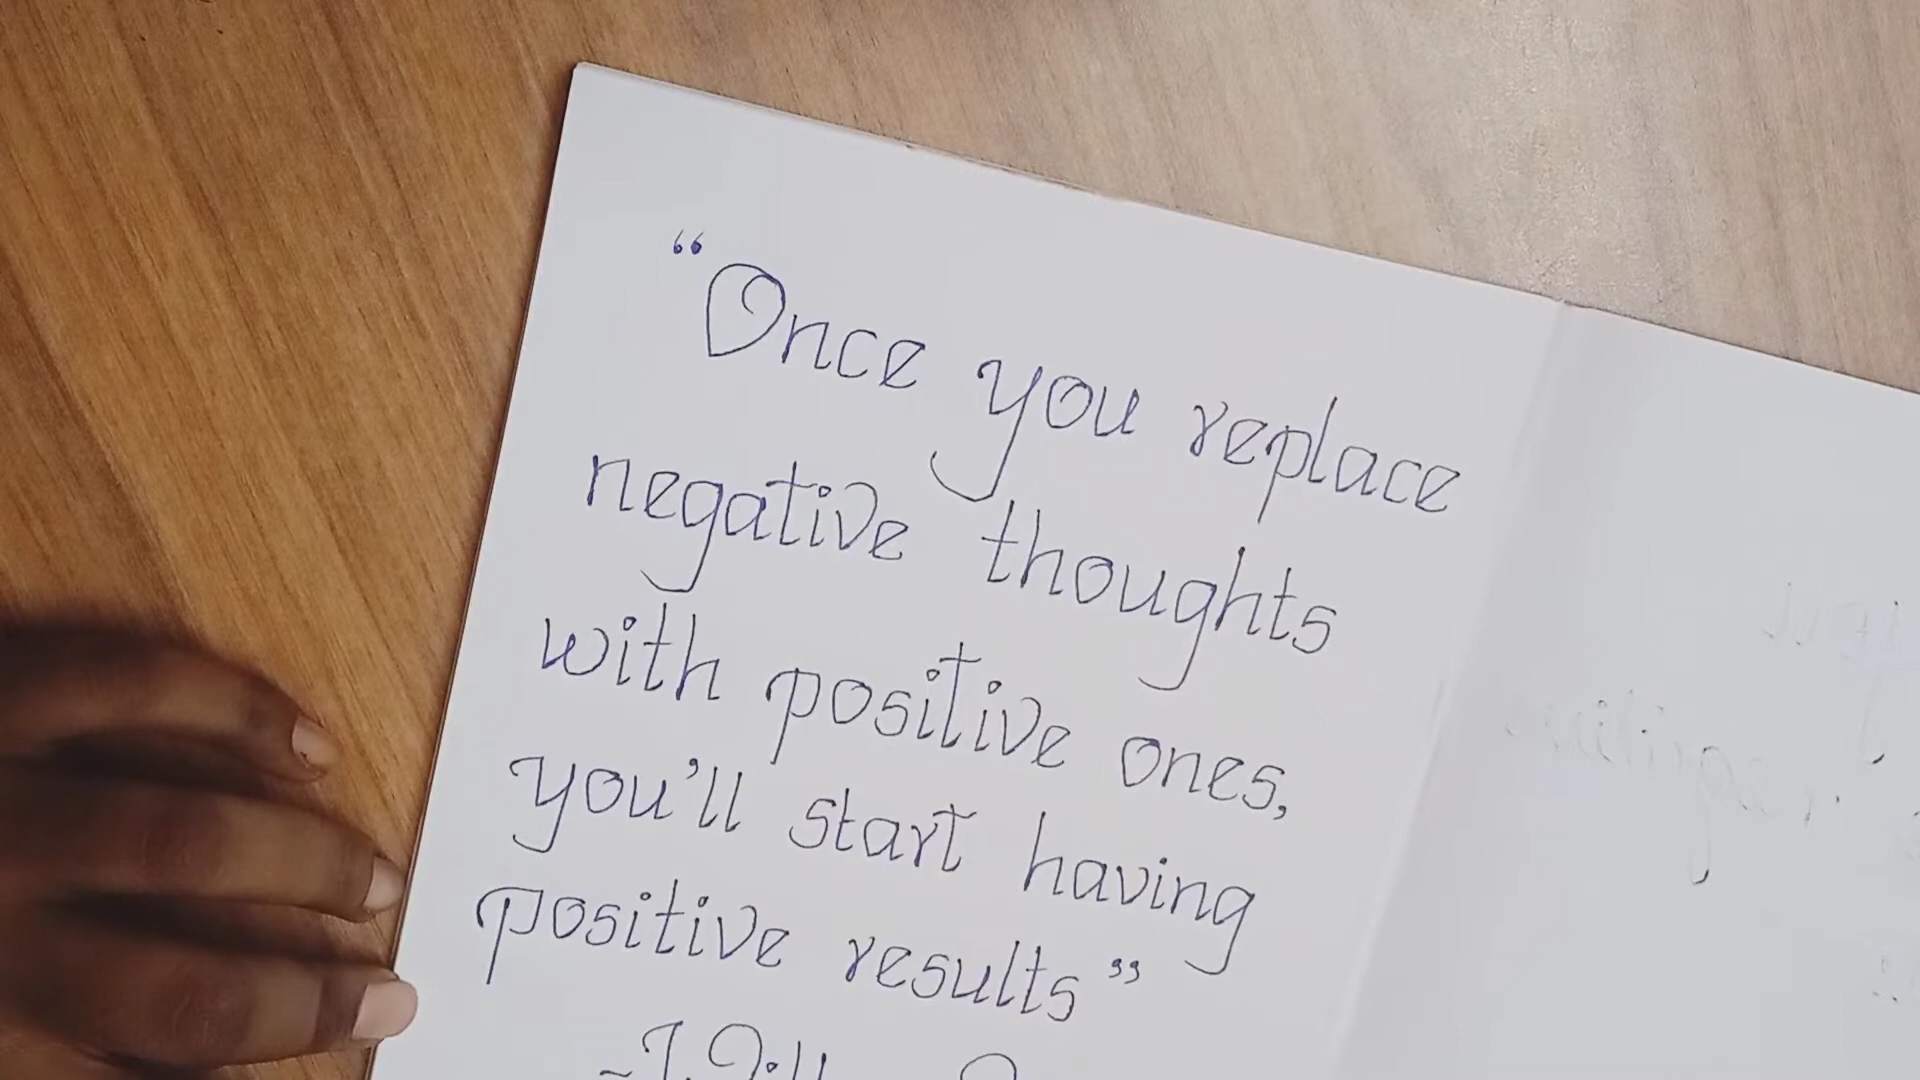 “Once you replace
negative thoughts
with positive ones,
you’ll start having
positive results”